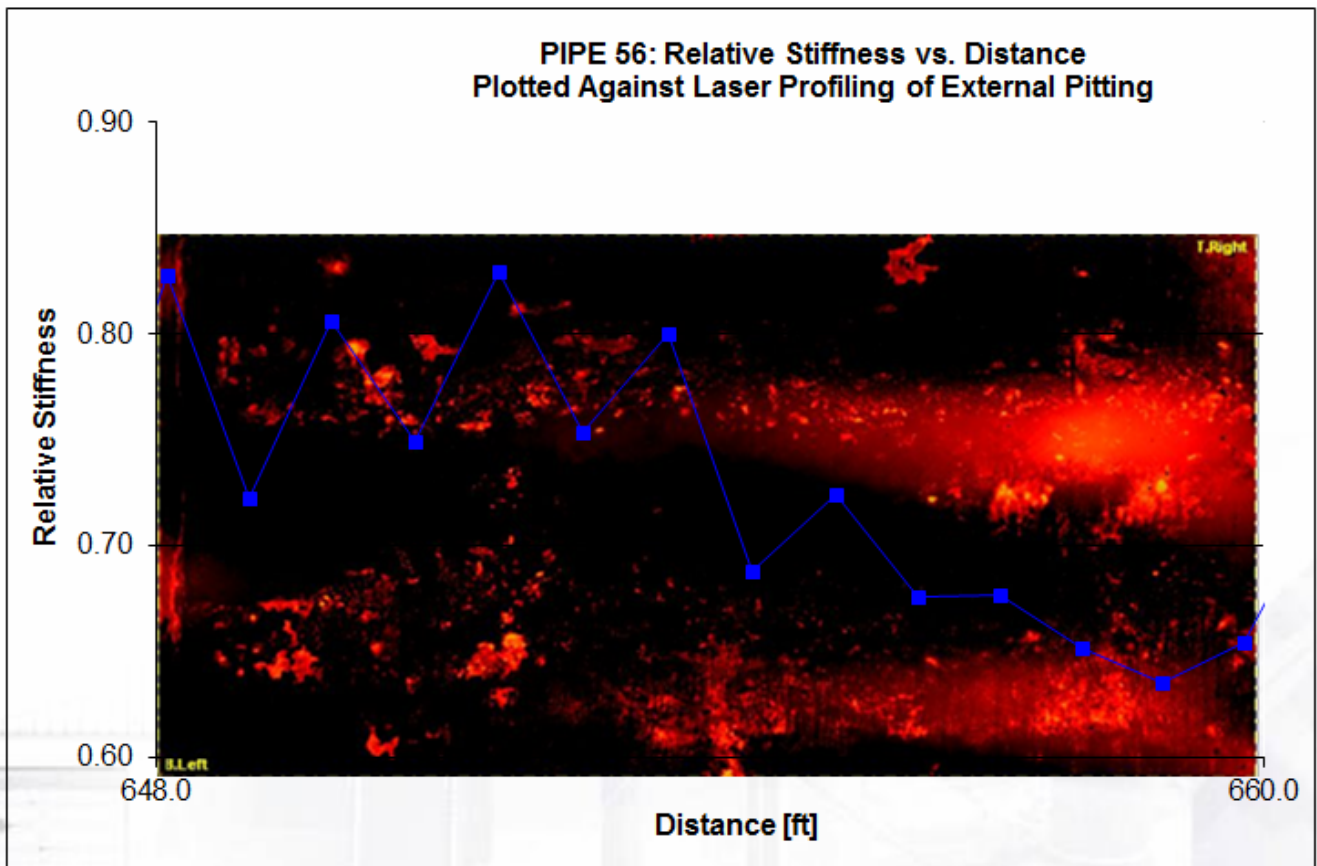 PIPE 56: Relative Stiffness vs. Distance
Plotted Against Laser Profiling of External Pitting
0.90
T.Right
0.80
Relative Stiffness
0.70
0.60
B.Left
648.0
660.0
Distance [ft]